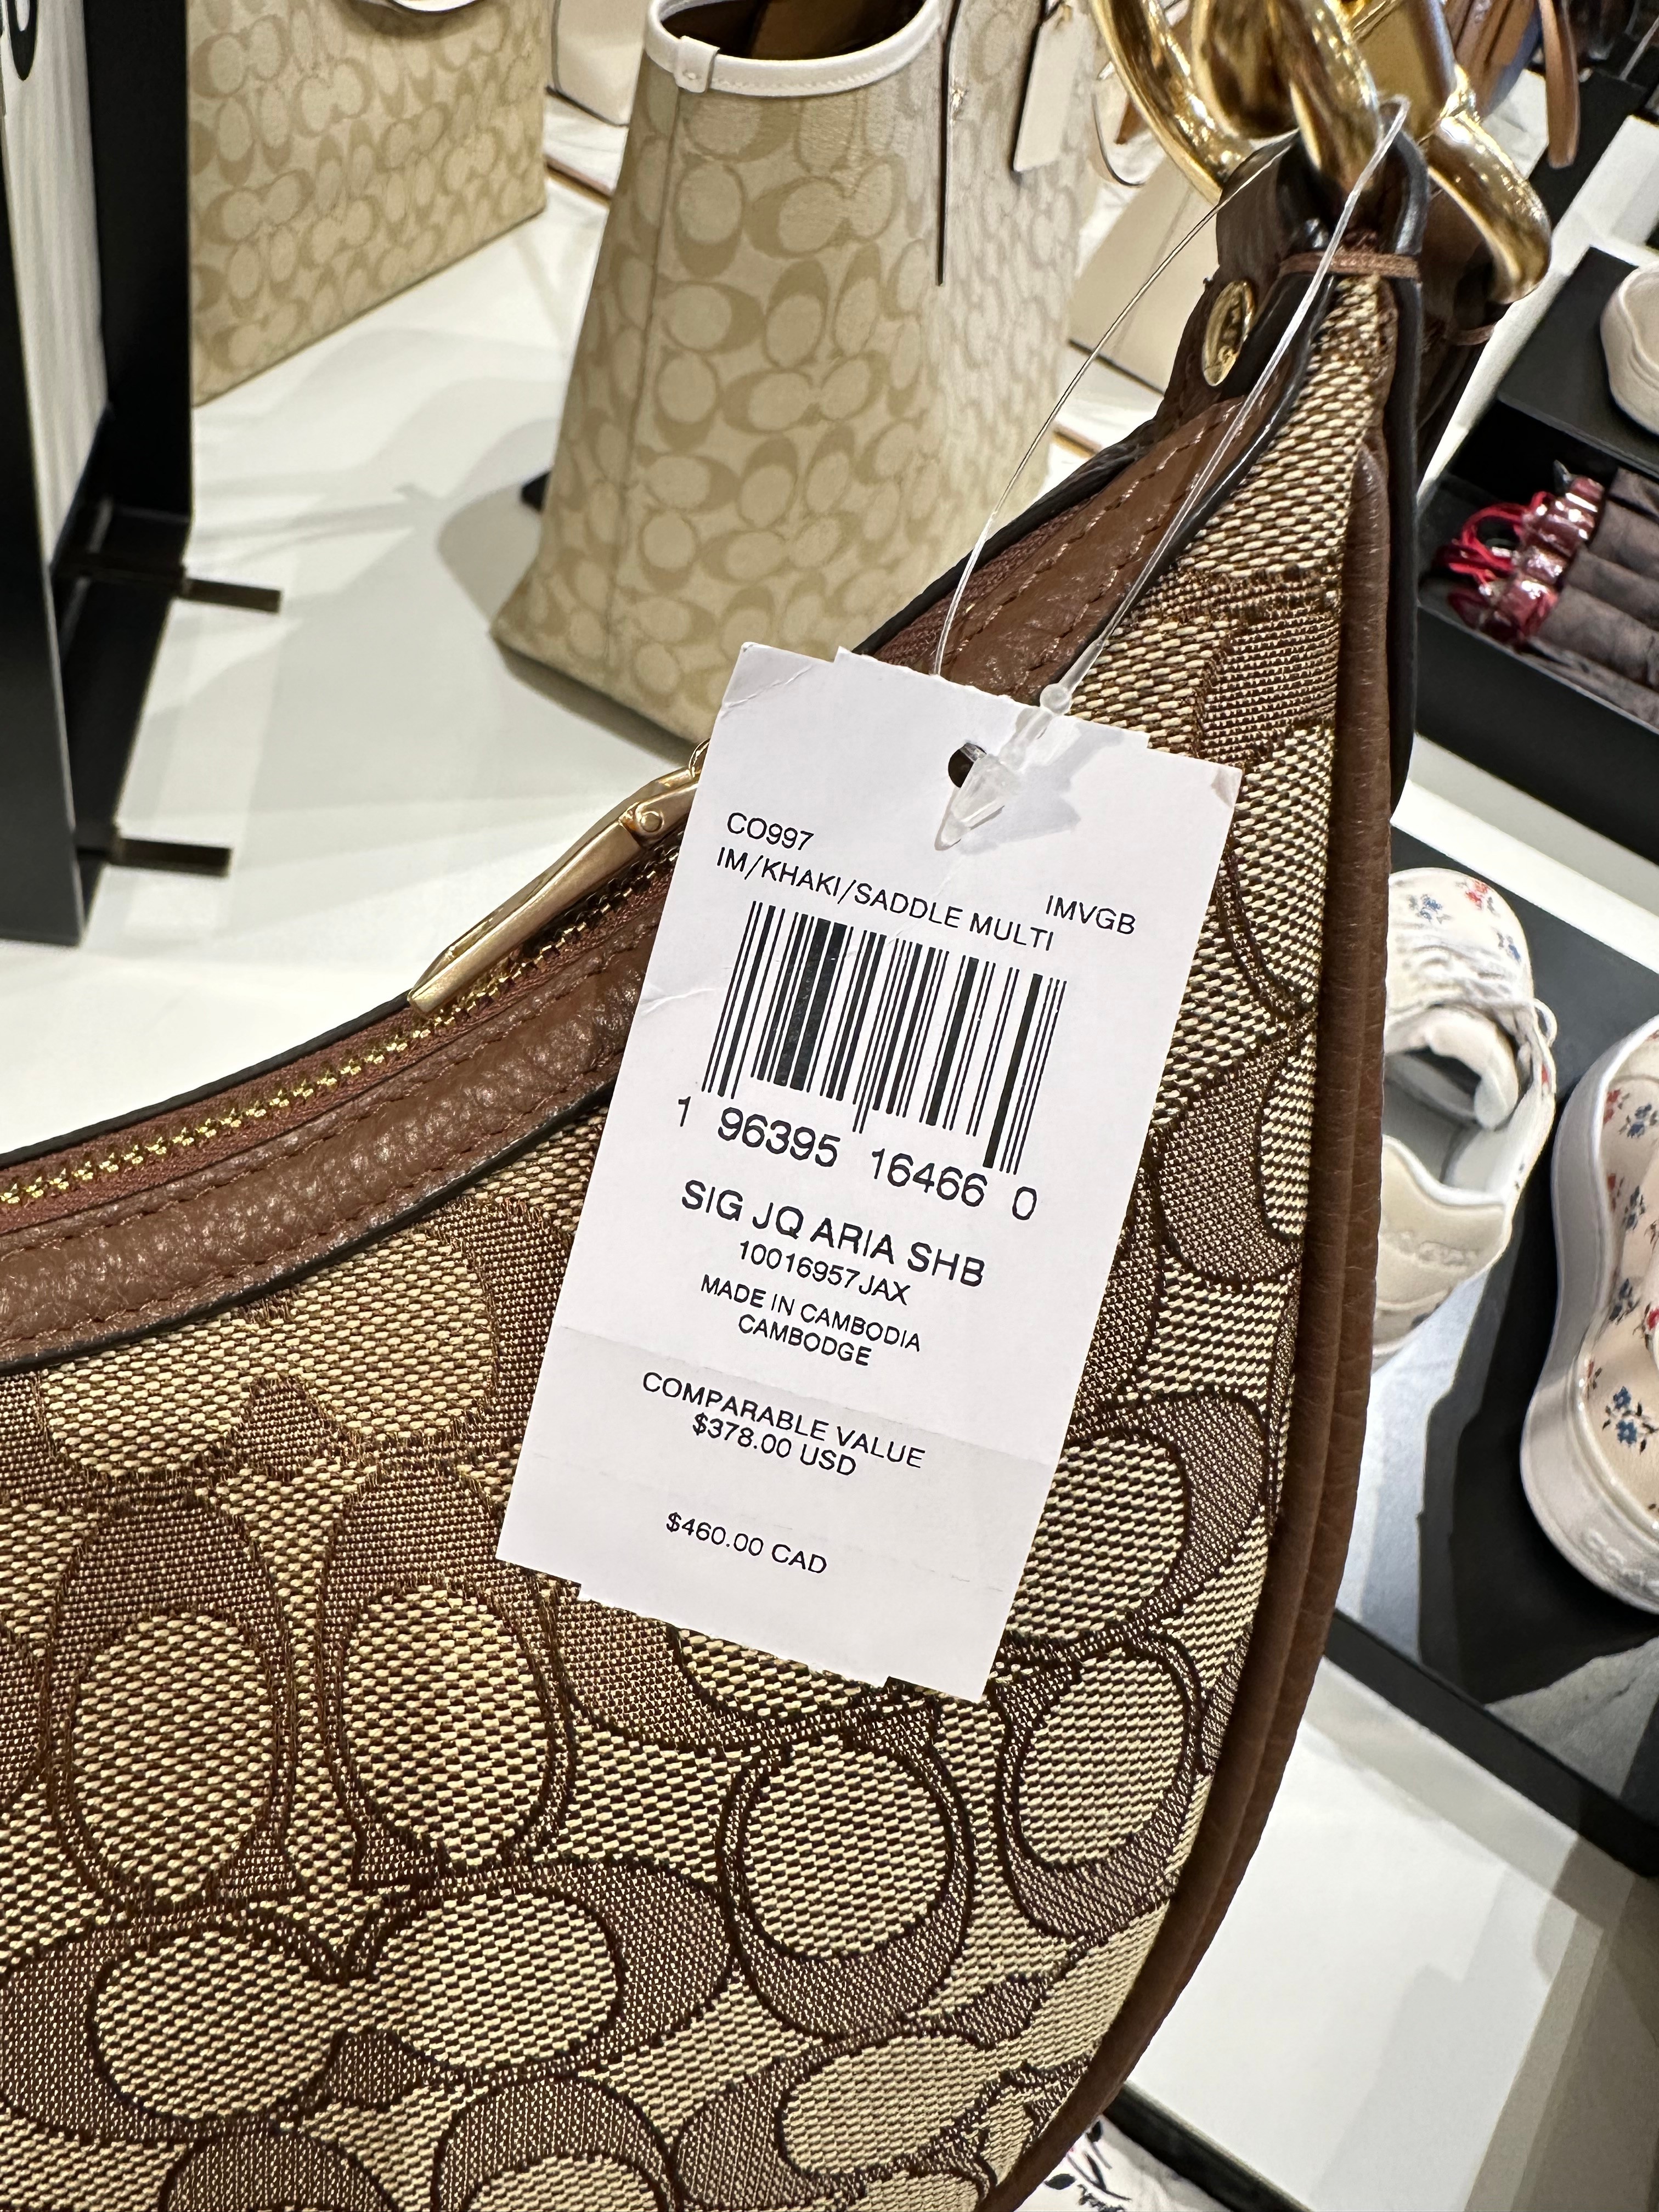 CO997
IMVGB
IM/KHAKI/SADDLE MULTI
1 96395 16466 0
SIG JQ ARIA SHB
10016957JAX
MADE IN CAMBODIA
CAMBODGE
COMPARABLE VALUE
$378.00 USD
$460.00 CAD